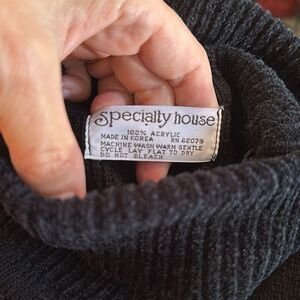 Specialty house
100% ACRYLIC
MADE IN KOREA RN 62079
MACHINE WASH WARM GENTLE
CYCLE LAY FLAT TO DRY
DO NOT BLEACH